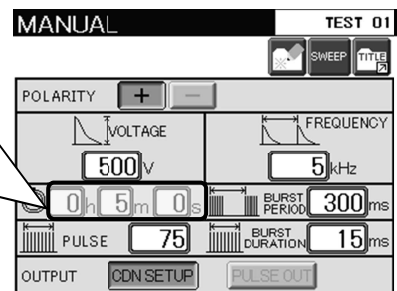 MANUAL TEST 01
SWEEP TITLE
POLARITY + −
VOLTAGE FREQUENCY
500 V 5 kHz
0 h 5 m 0 s BURST PERIOD 300 ms
PULSE 75 BURST DURATION 15 ms
OUTPUT CDN SETUP PULSE OUT